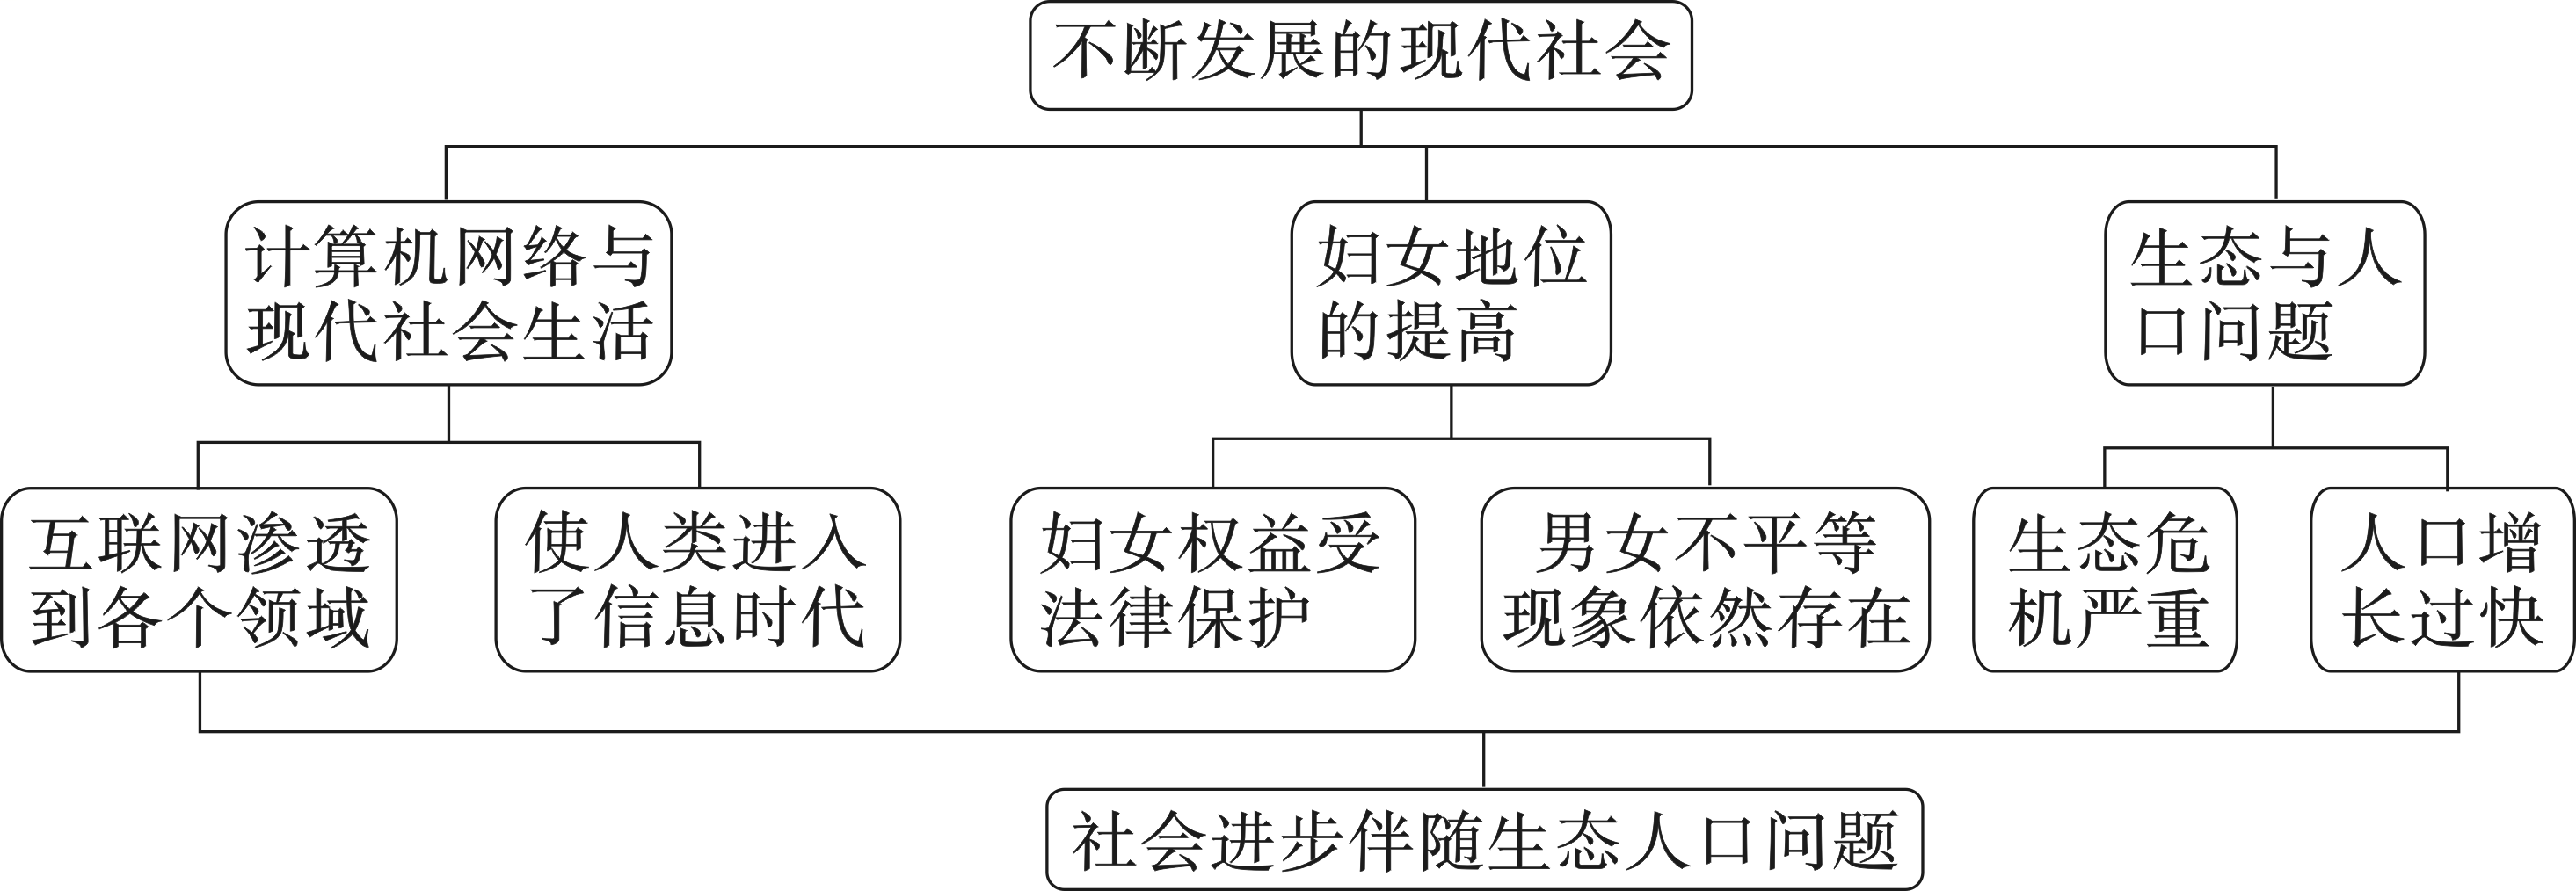 不断发展的现代社会
计算机网络与
现代社会生活
妇女地位
的提高
生态与人
口问题
互联网渗透
到各个领域
使人类进入
了信息时代
妇女权益受
法律保护
男女不平等
现象依然存在
生态危
机严重
人口增
长过快
社会进步伴随生态人口问题